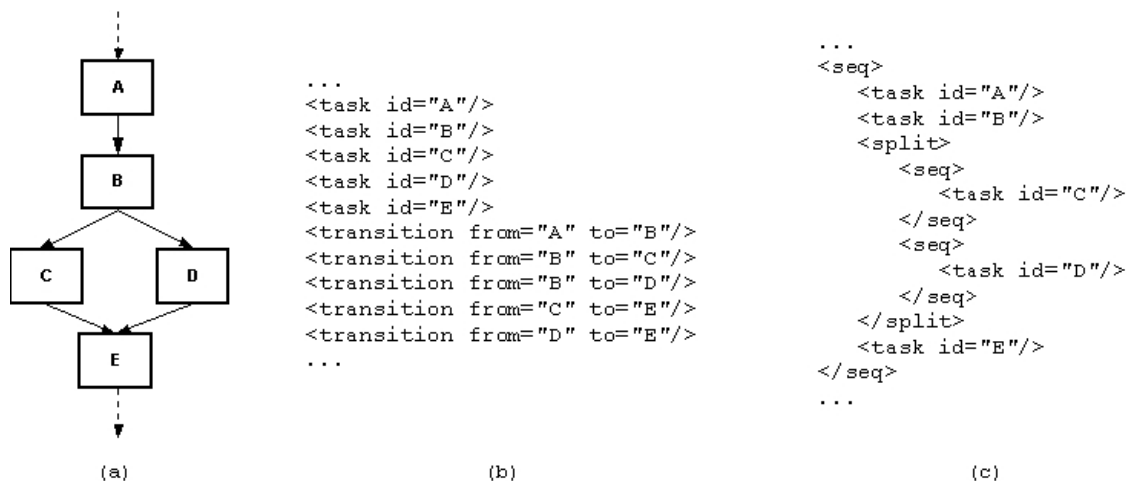 A
B
C
D
E
(a)
...
<task id="A"/>
<task id="B"/>
<task id="C"/>
<task id="D"/>
<task id="E"/>
<transition from="A" to="B"/>
<transition from="B" to="C"/>
<transition from="B" to="D"/>
<transition from="C" to="E"/>
<transition from="D" to="E"/>
...
(b)
...
<seq>
<task id="A"/>
<task id="B"/>
<split>
<seq>
<task id="C"/>
</seq>
<seq>
<task id="D"/>
</seq>
</split>
<task id="E"/>
</seq>
...
(c)